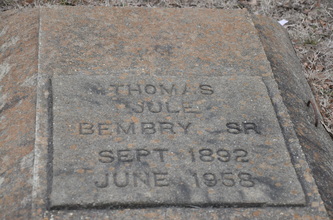 THOMAS
JULE
BEMBRY SR
SEPT 1892
JUNE 1958